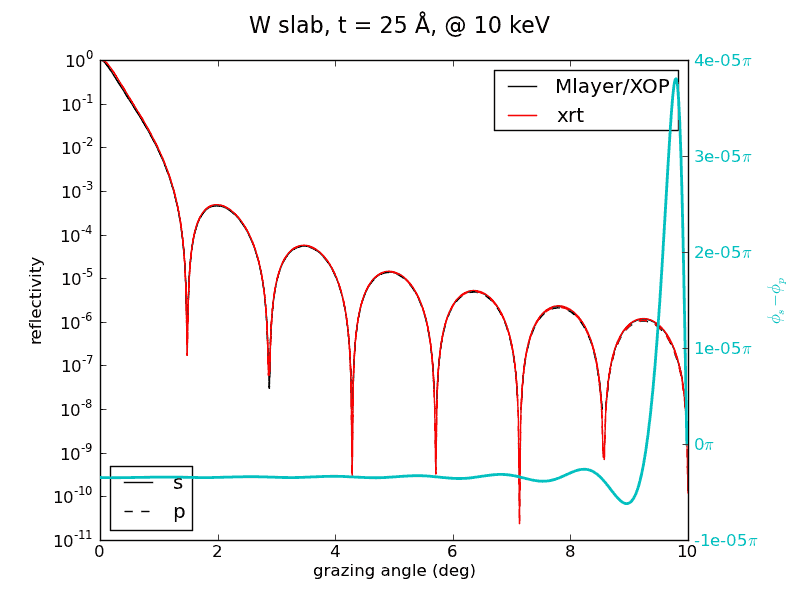 W slab, t = 25 Å, @ 10 keV
reflectivity
10^0
10^-1
10^-2
10^-3
10^-4
10^-5
10^-6
10^-7
10^-8
10^-9
10^-10
10^-11
Mlayer/XOP
xrt
s
p
0
2
4
6
8
10
grazing angle (deg)
4e-05π
3e-05π
2e-05π
1e-05π
0π
-1e-05π
ϕ_s − ϕ_p